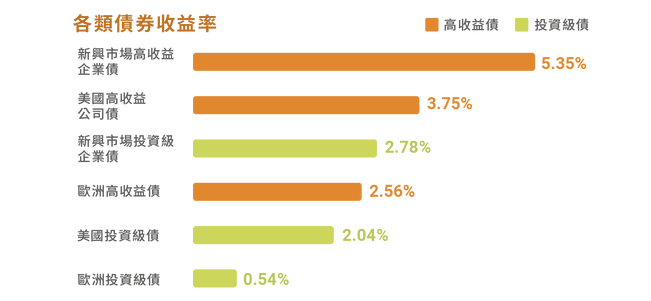 各類債券收益率
高收益債
投資級債
新興市場高收益
企業債
5.35%
美國高收益
公司債
3.75%
新興市場投資級
企業債
2.78%
歐洲高收益債
2.56%
美國投資級債
2.04%
歐洲投資級債
0.54%